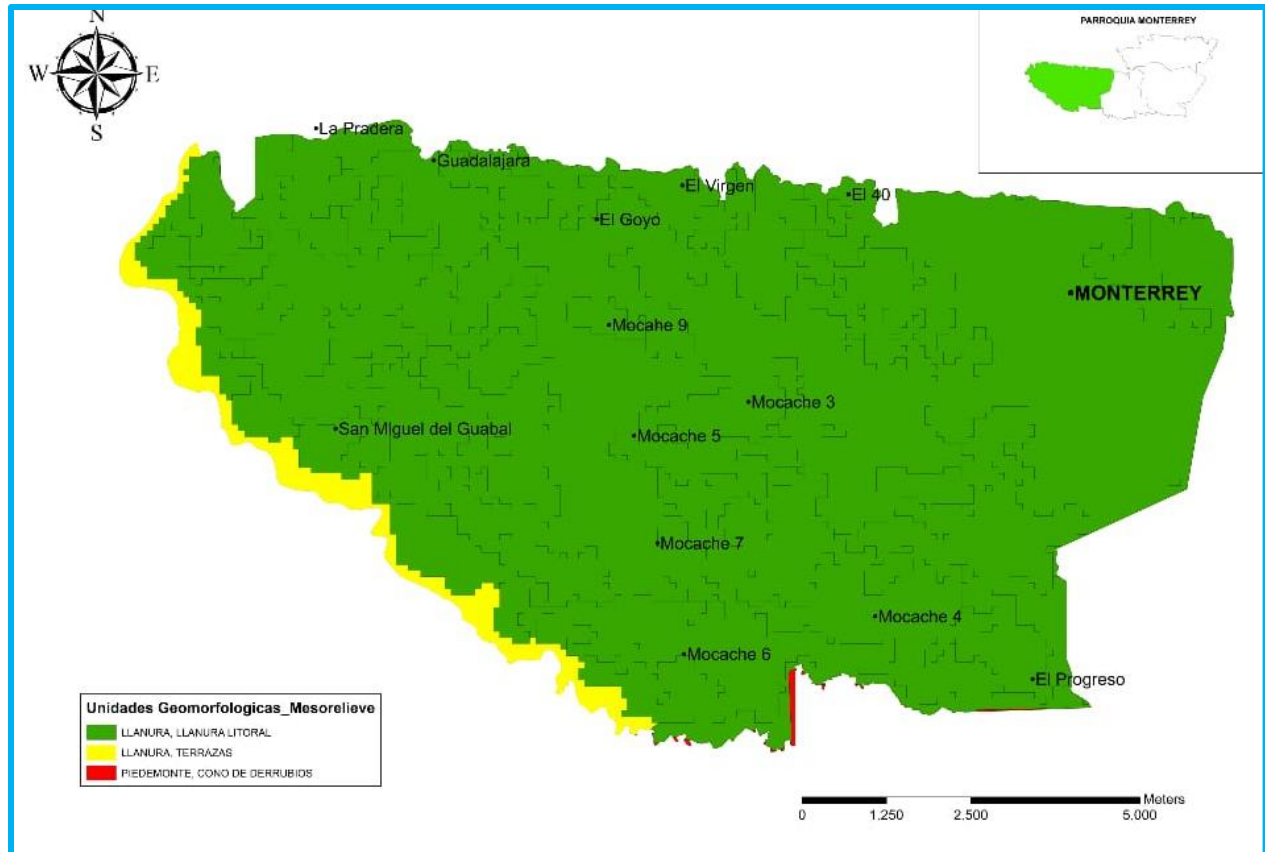 N
W
E
S
PARROQUIA MONTERREY
La Pradera
Guadalajara
El Virgen
El 40
El Goyo
MONTERREY
Mocahe 9
Mocache 3
San MIguel del Guabal
Mocache 5
Mocache 7
Mocache 4
Mocache 6
El Progreso
Unidades Geomorfologicas_Mesorelieve
LLANURA, LLANURA LITORAL
LLANURA, TERRAZAS
PIEDEMONTE, CONO DE DERRUBIOS
Meters
0 1.250 2.500 5.000